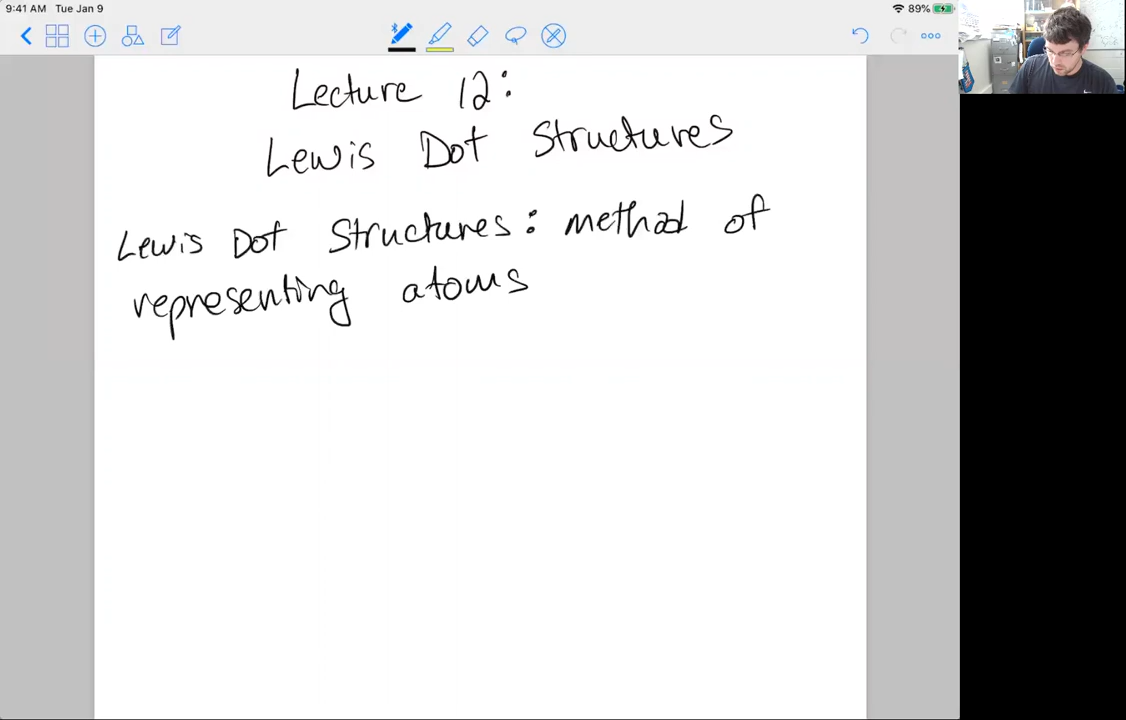 9:41 AM Tue Jan 9
89%
Lecture 12:
Lewis Dot Structures
Lewis Dot Structures: method of
representing atoms